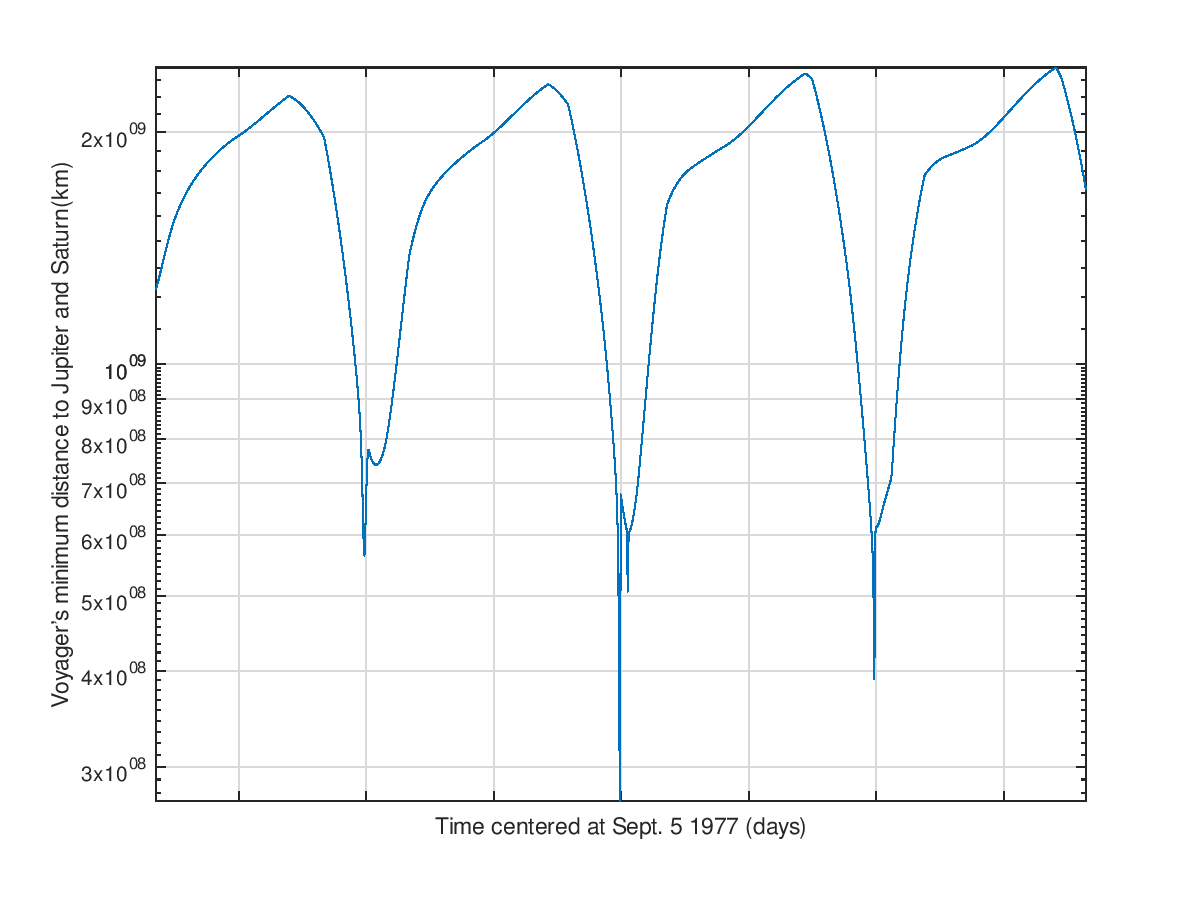 Voyager's minimum distance to Jupiter and Saturn(km)
2x10^09
10^09
9x10^08
8x10^08
7x10^08
6x10^08
5x10^08
4x10^08
3x10^08
Time centered at Sept. 5 1977 (days)